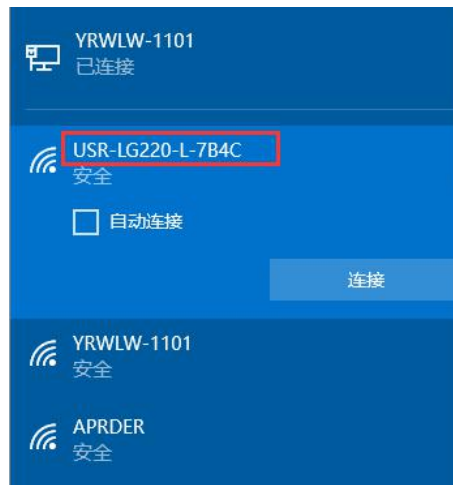 YRWLW-1101
已连接
USR-LG220-L-7B4C
安全
自动连接
连接
YRWLW-1101
安全
APRDER
安全